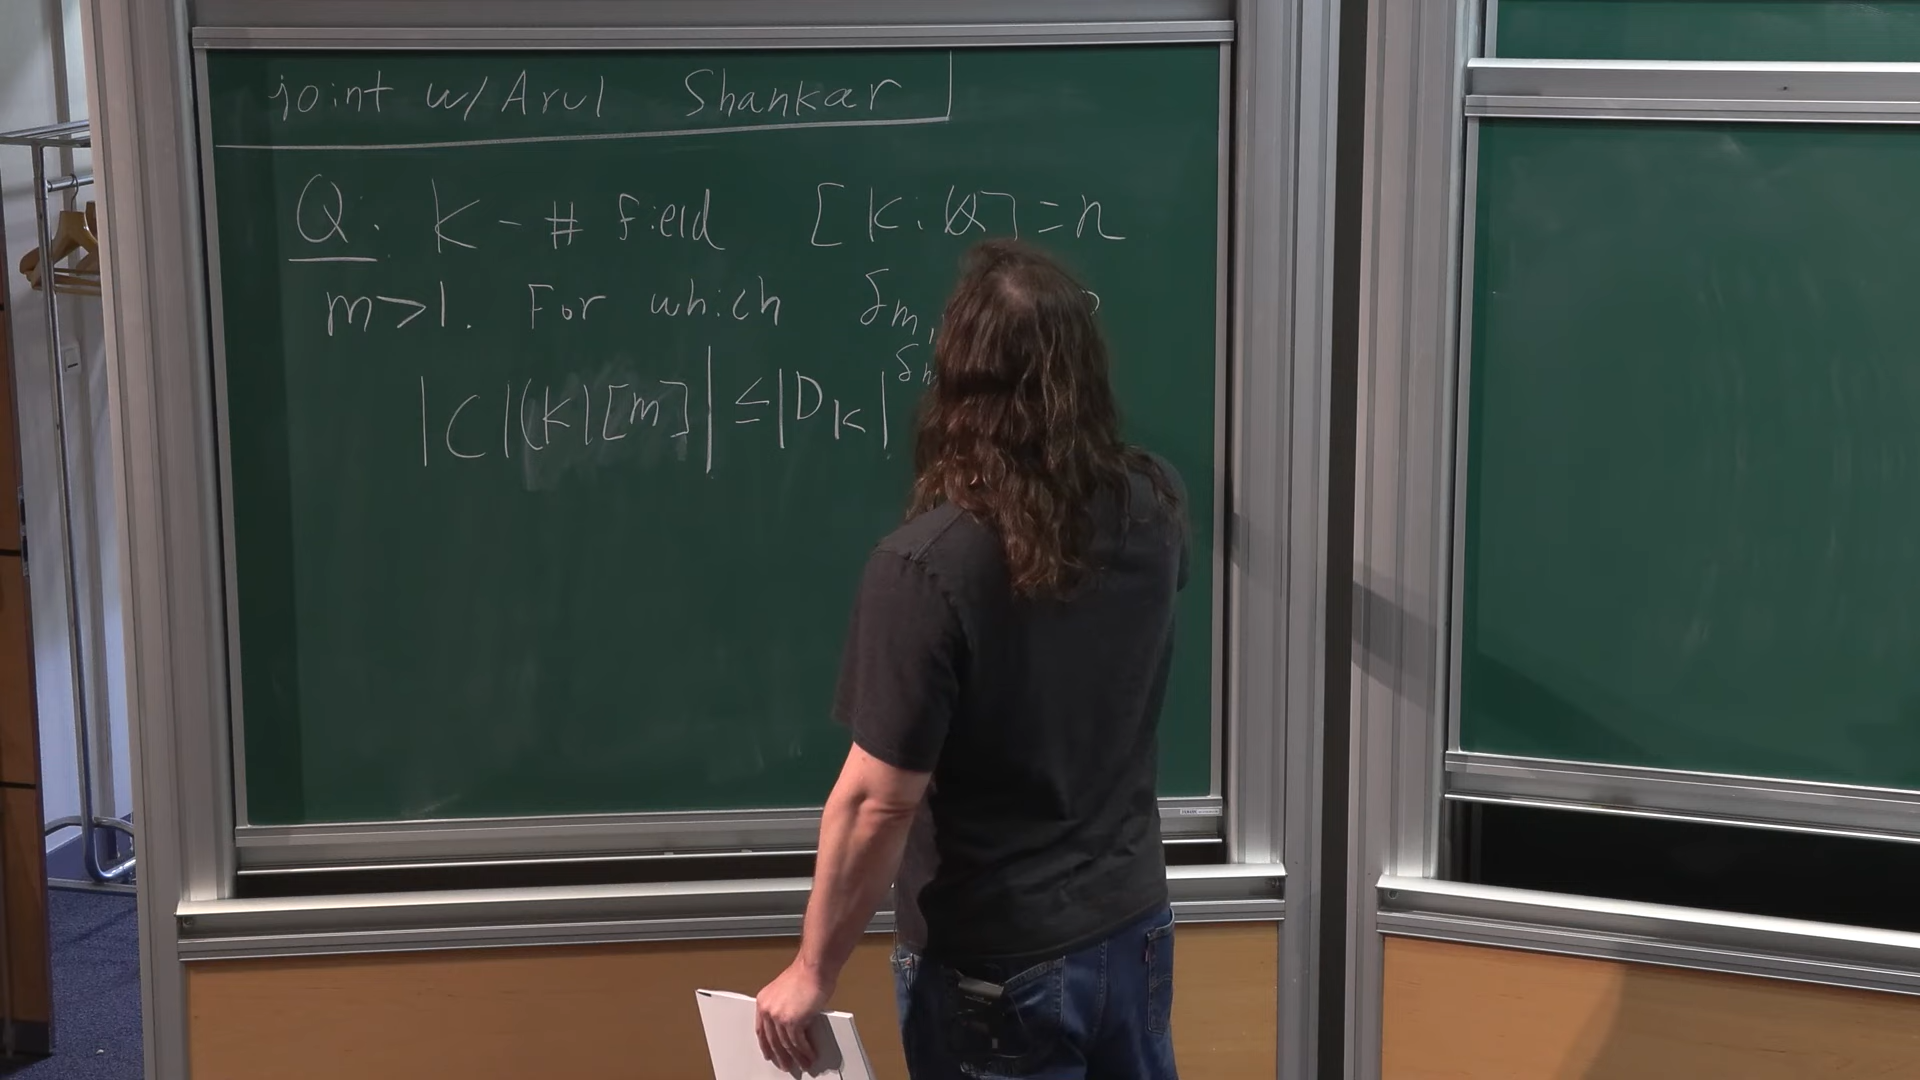 joint w/ Arul Shankar
Q: K - # field [K:Q]=n
m>1. For which δm,
|Cl(K)[m]| ≤ |DK|^δ